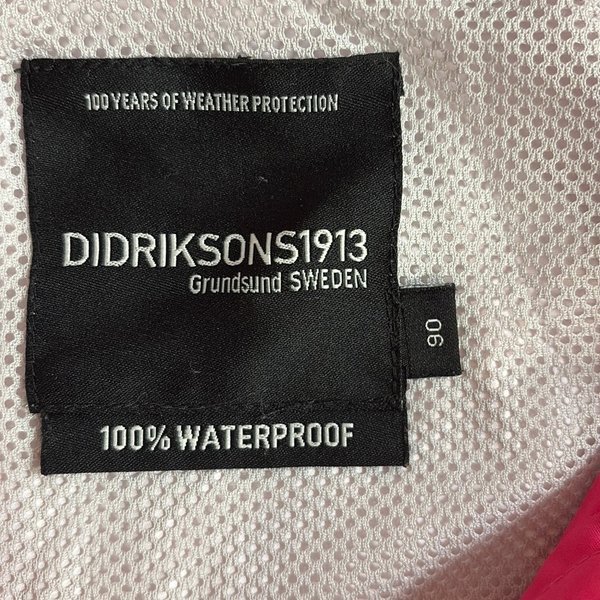 100 YEARS OF WEATHER PROTECTION
DIDRIKSONS1913
Grundsund SWEDEN
90
100% WATERPROOF